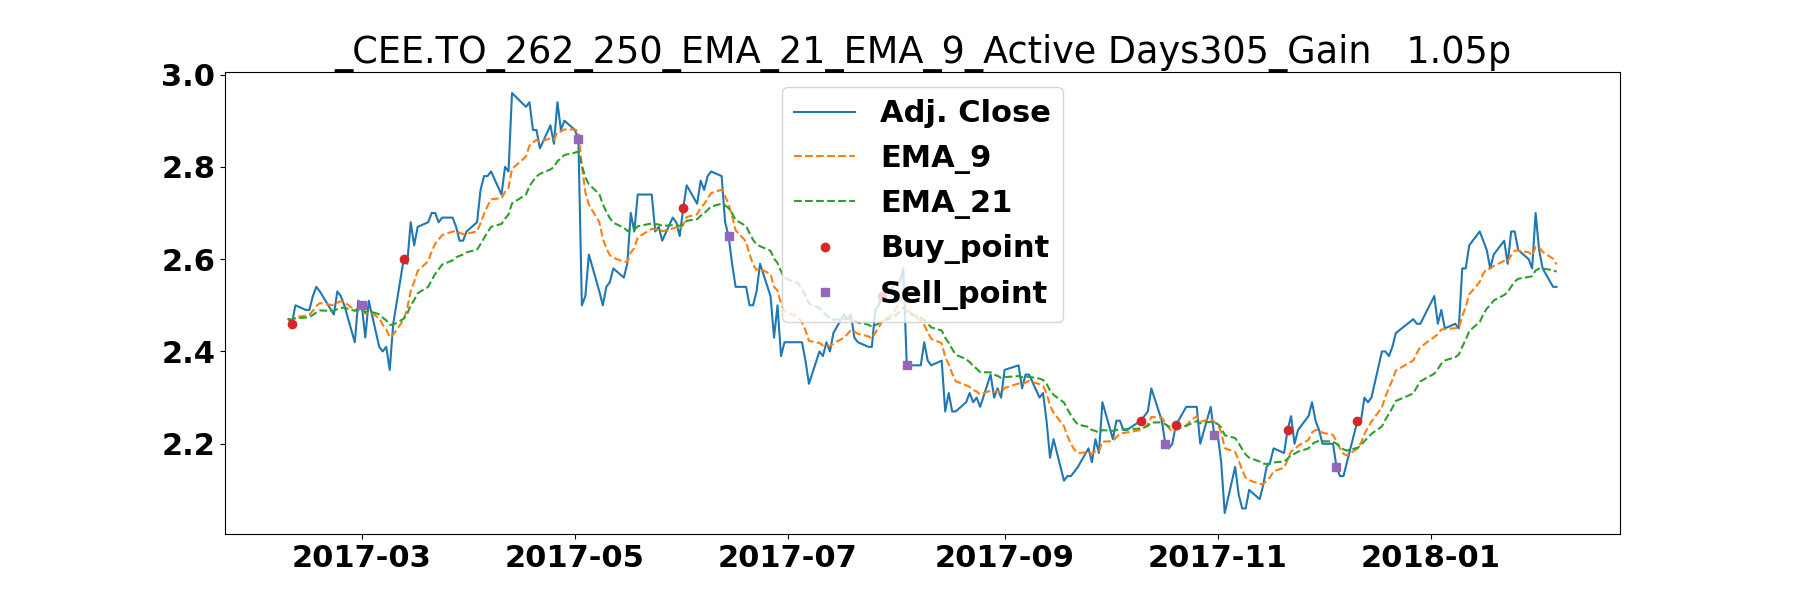 _CEE.TO_262_250_EMA_21_EMA_9_Active Days305_Gain   1.05p
3.0
2.8
2.6
2.4
2.2
Adj. Close
EMA_9
EMA_21
Buy_point
Sell_point
2017-03 2017-05 2017-07 2017-09 2017-11 2018-01